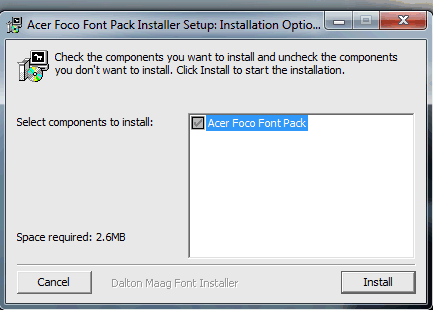 Acer Foco Font Pack Installer Setup: Installation Optio...
Check the components you want to install and uncheck the components
you don't want to install. Click Install to start the installation.
Select components to install:
Acer Foco Font Pack
Space required: 2.6MB
Cancel
Dalton Maag Font Installer
Install